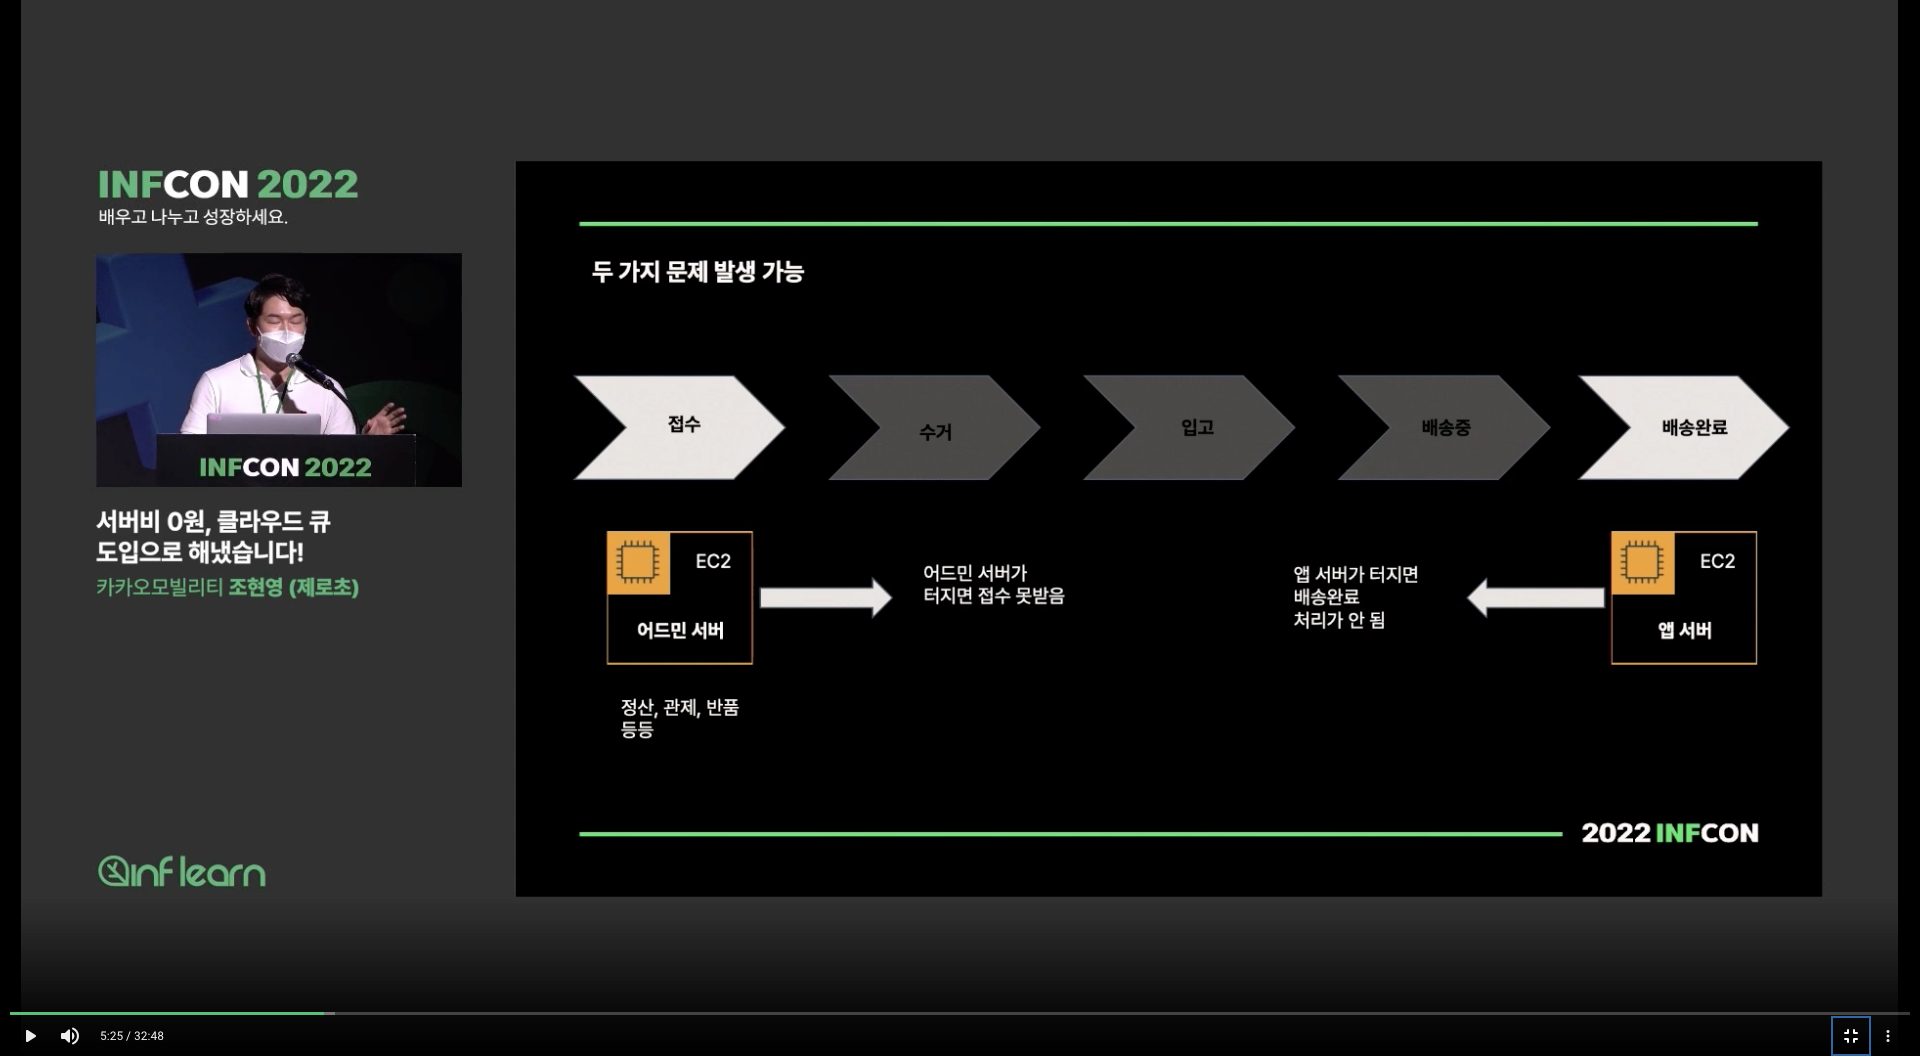 INFCON 2022
배우고 나누고 성장하세요.
INFCON 2022
서버비 0원, 클라우드 큐
도입으로 해냈습니다!
카카오모빌리티 조현영 (제로초)
inflearn
두 가지 문제 발생 가능
접수
수거
입고
배송중
배송완료
EC2
어드민 서버
어드민 서버가
터지면 접수 못받음
앱 서버가 터지면
배송완료
처리가 안 됨
EC2
앱 서버
정산, 관제, 반품
등등
2022 INFCON
5:25 / 32:48